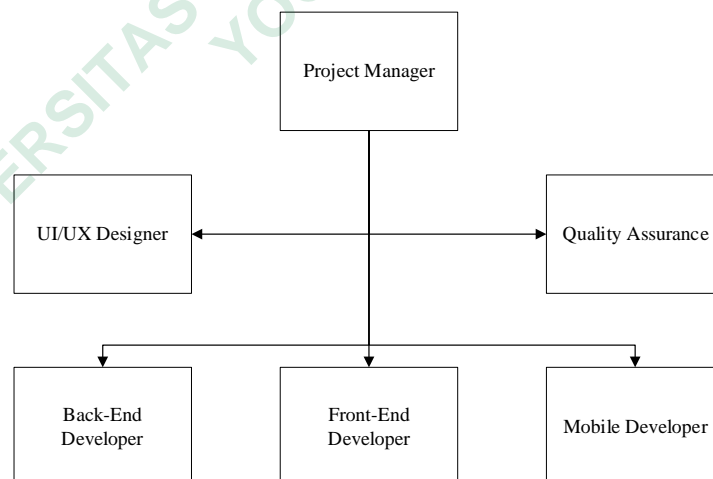 Project Manager
UI/UX Designer
Quality Assurance
Back-End
Developer
Front-End
Developer
Mobile Developer